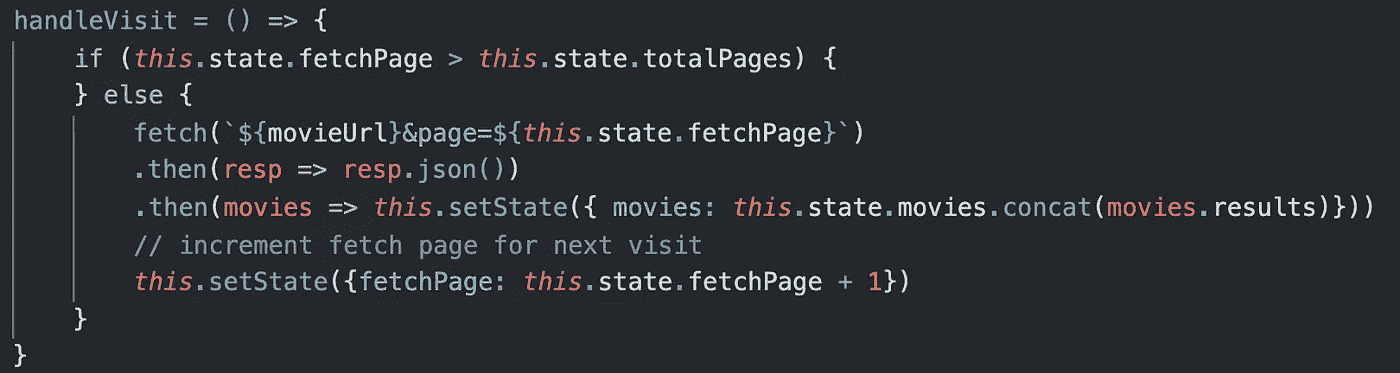 handleVisit = () => {
if (this.state.fetchPage > this.state.totalPages) {
} else {
fetch(`${movieUrl}&page=${this.state.fetchPage}`)
.then(resp => resp.json())
.then(movies => this.setState({ movies: this.state.movies.concat(movies.results)}))
// increment fetch page for next visit
this.setState({fetchPage: this.state.fetchPage + 1})
}
}